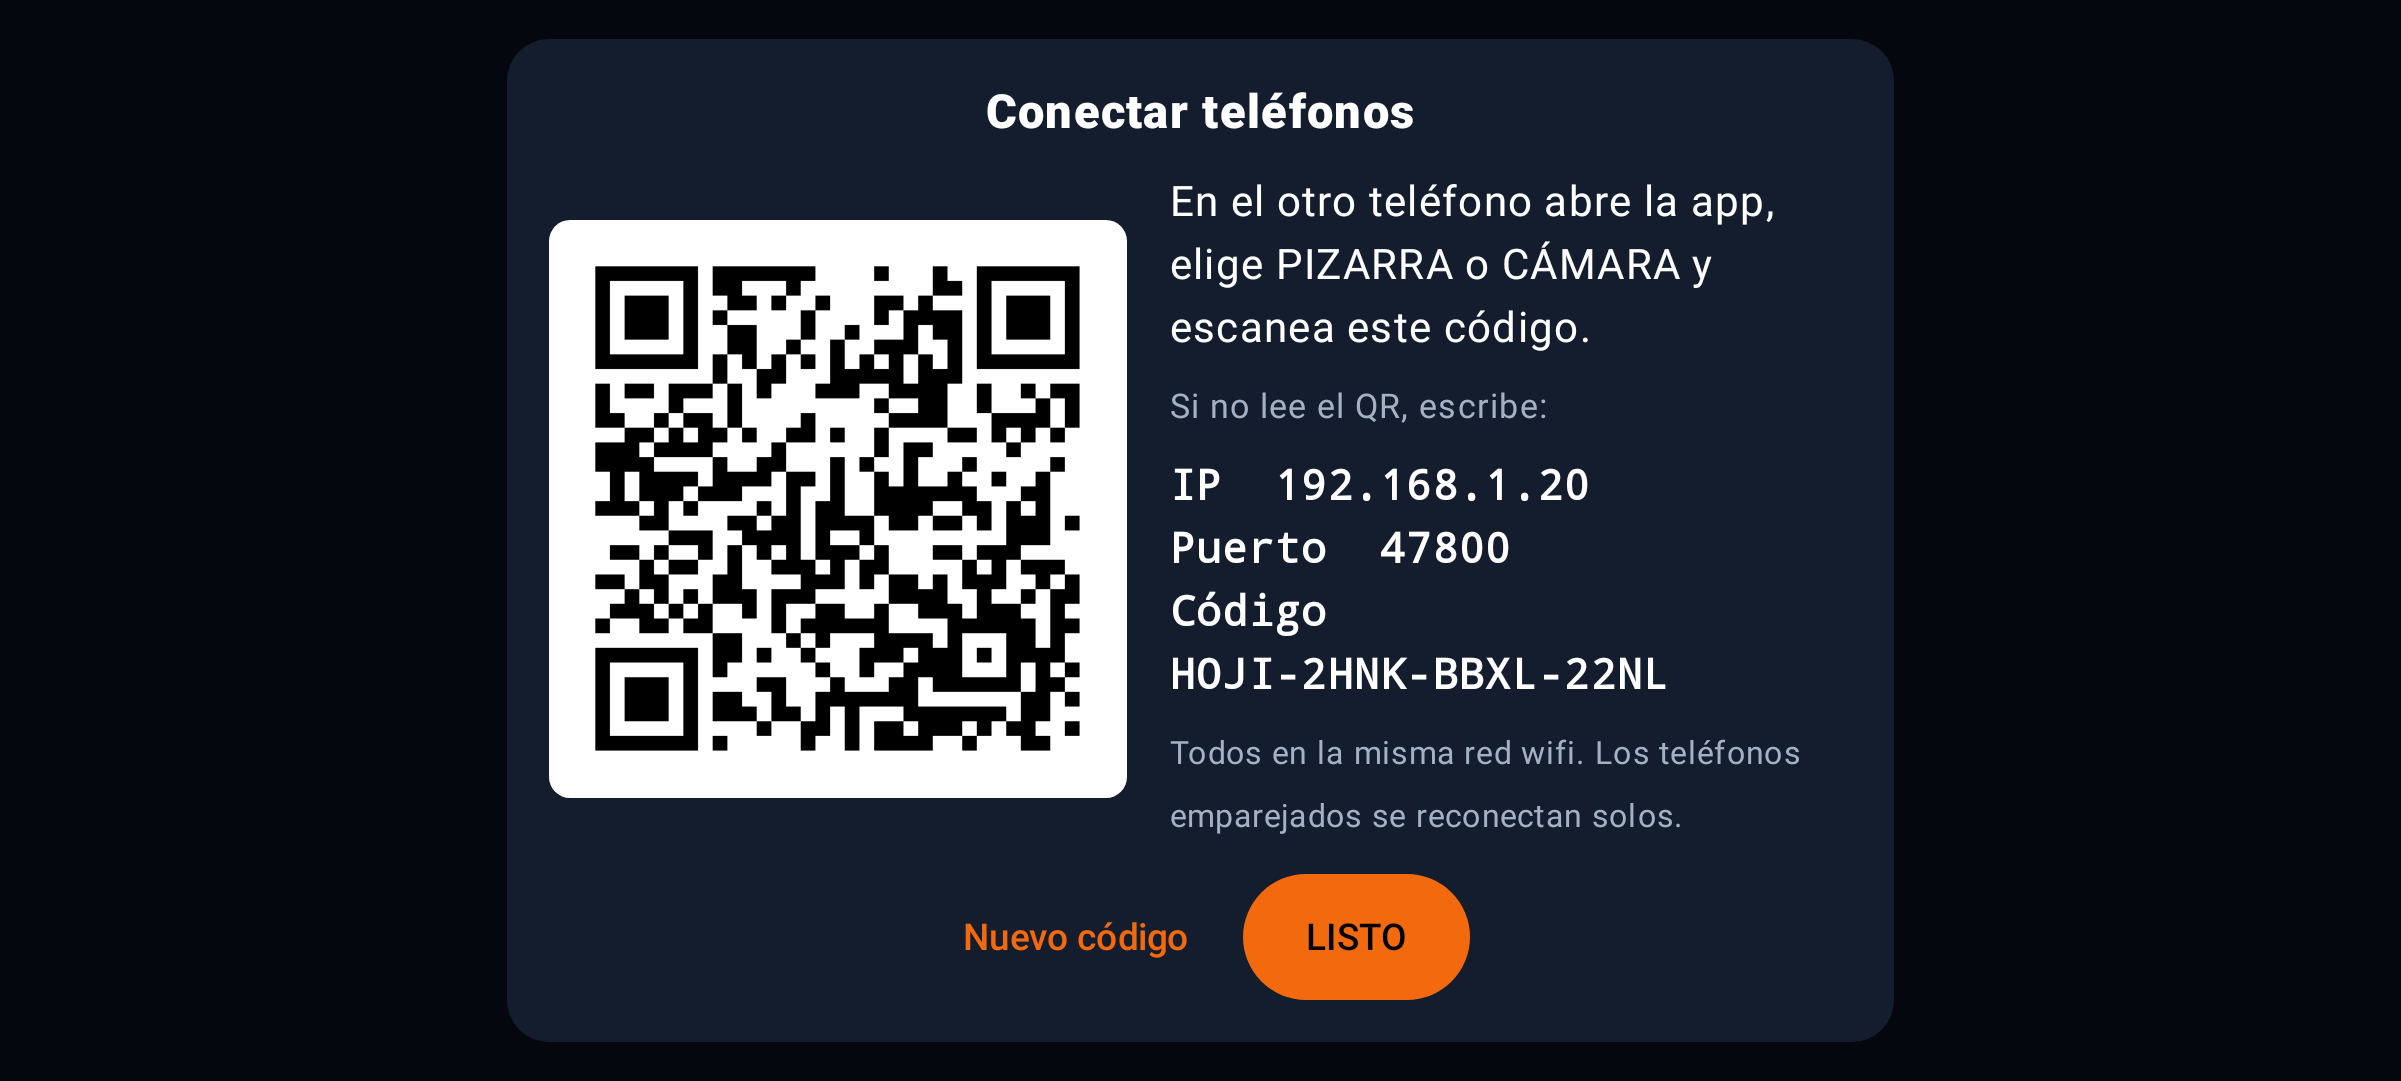 Conectar teléfonos
En el otro teléfono abre la app,
elige PIZARRA o CÁMARA y
escanea este código.
Si no lee el QR, escribe:
IP 192.168.1.20
Puerto 47800
Código
HOJI-2HNK-BBXL-22NL
Todos en la misma red wifi. Los teléfonos
emparejados se reconectan solos.
Nuevo código
LISTO